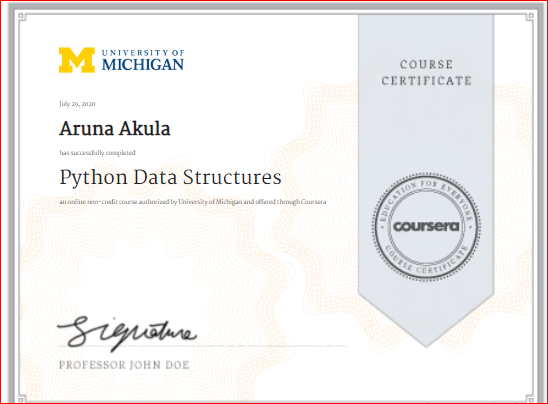 UNIVERSITY OF
MICHIGAN
COURSE
CERTIFICATE
July 29, 2020
Aruna Akula
has successfully completed
Python Data Structures
an online non-credit course authorized by University of Michigan and offered through Coursera
EDUCATION FOR EVERYONE
coursera
COURSE CERTIFICATE
Signature
PROFESSOR JOHN DOE